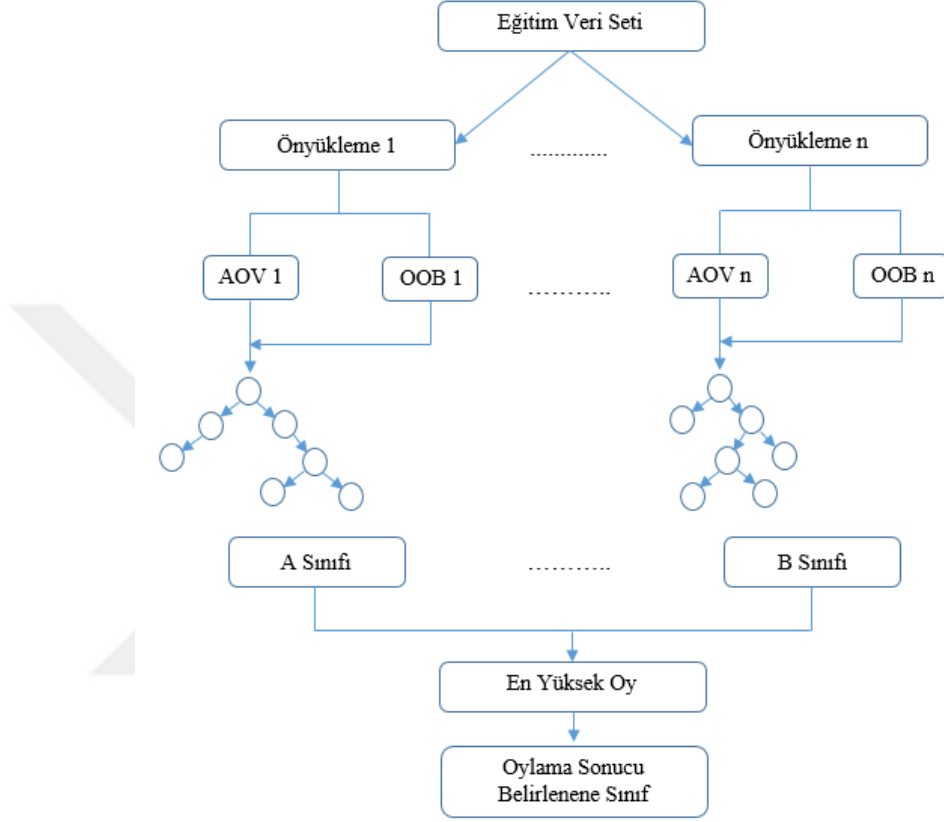 Eğitim Veri Seti
Önyükleme 1
.............
Önyükleme n
AOV 1
OOB 1
...........
AOV n
OOB n
A Sınıfı
...........
B Sınıfı
En Yüksek Oy
Oylama Sonucu
Belirlenene Sınıf